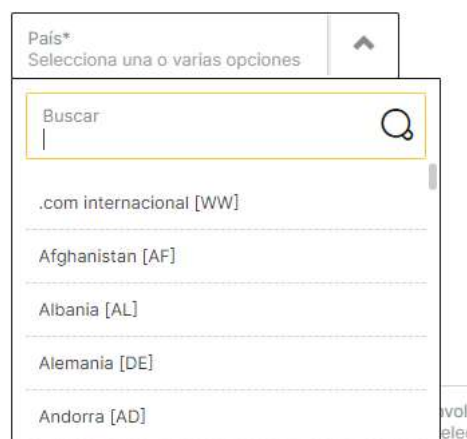 País*
Selecciona una o varias opciones
Buscar
.com internacional [WW]
Afghanistan [AF]
Albania [AL]
Alemania [DE]
Andorra [AD]